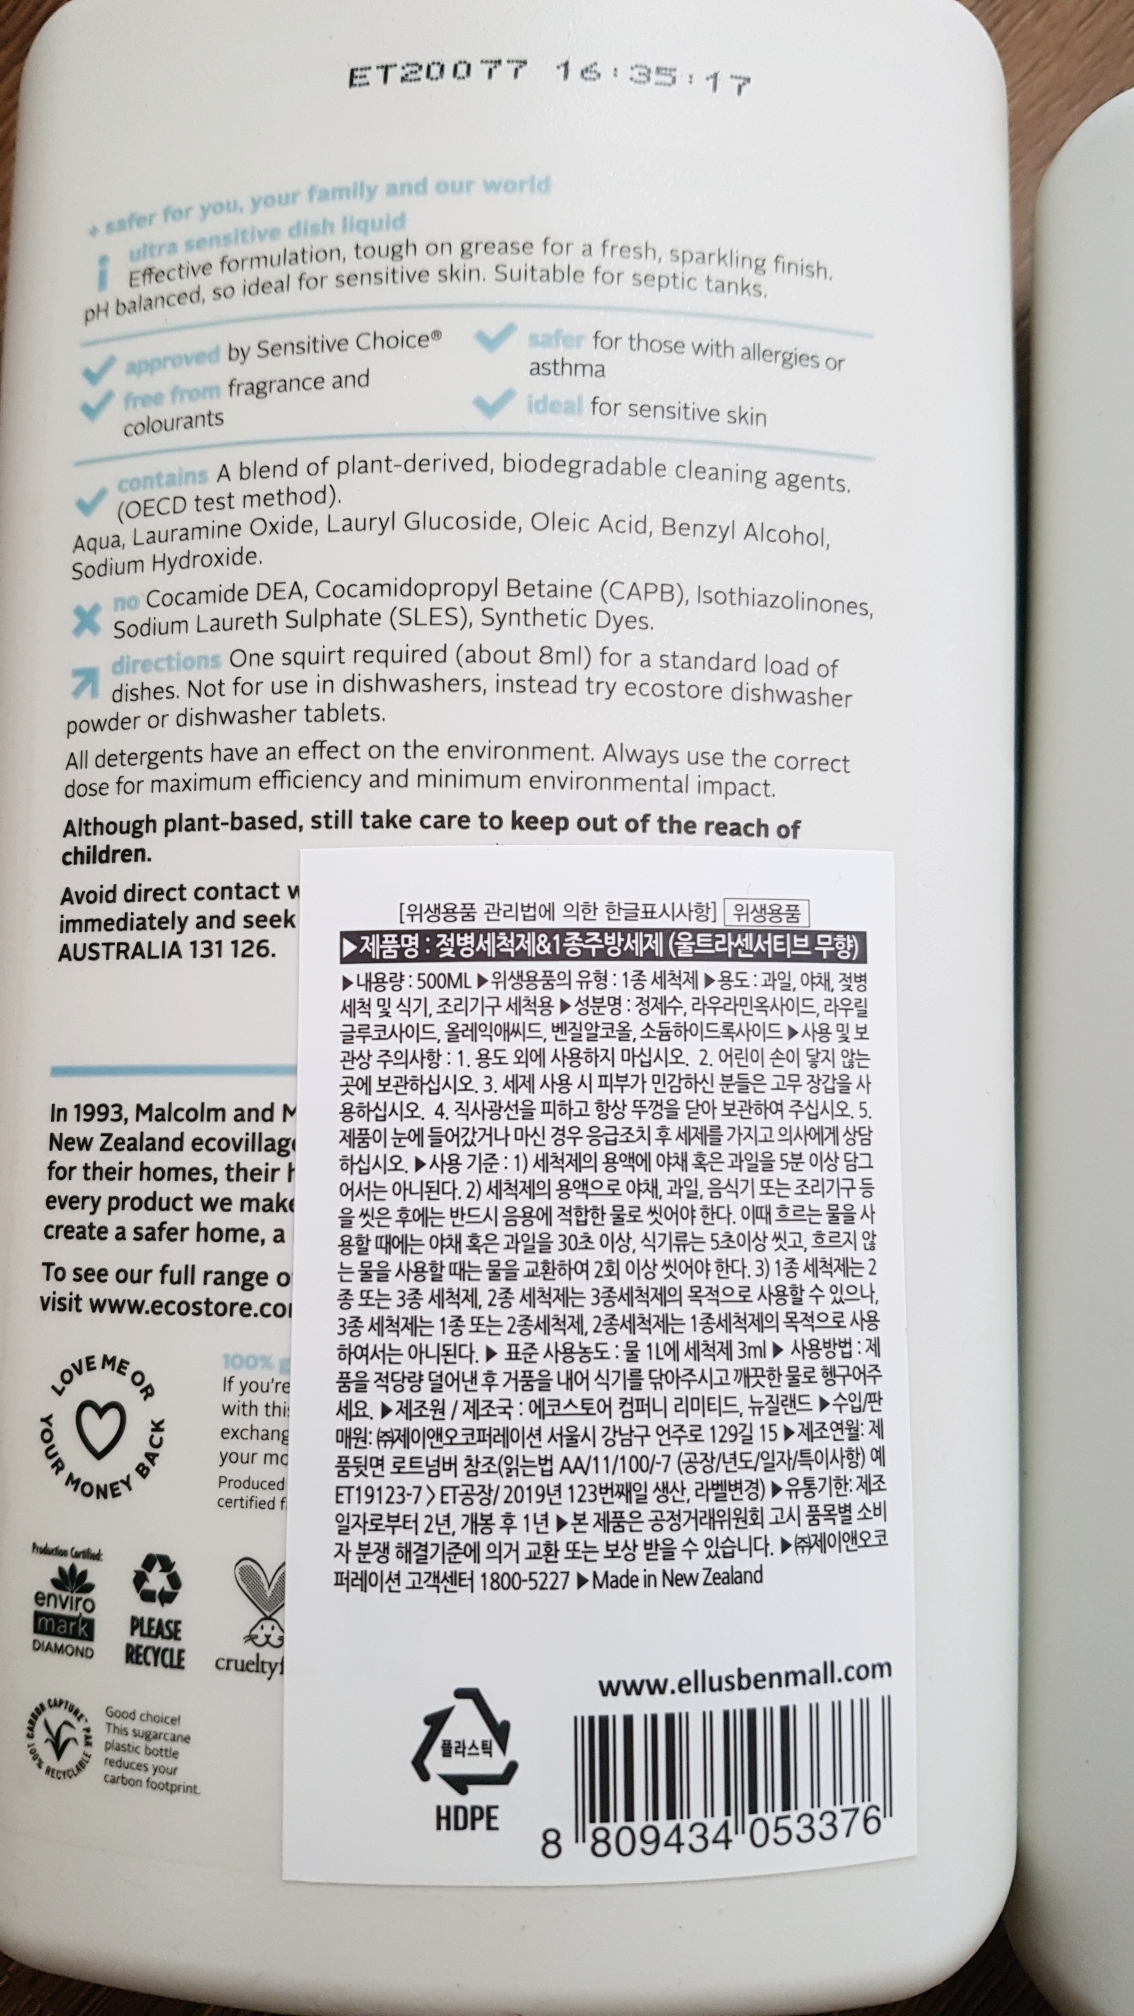 ET20077 16:35:17
+ safer for you, your family and our world
ultra sensitive dish liquid
i Effective formulation, tough on grease for a fresh, sparkling finish.
pH balanced, so ideal for sensitive skin. Suitable for septic tanks.
approved by Sensitive Choice®
free from fragrance and
colourants
safer for those with allergies or
asthma
ideal for sensitive skin
contains A blend of plant-derived, biodegradable cleaning agents.
(OECD test method).
Aqua, Lauramine Oxide, Lauryl Glucoside, Oleic Acid, Benzyl Alcohol,
Sodium Hydroxide.
no Cocamide DEA, Cocamidopropyl Betaine (CAPB), Isothiazolinones,
Sodium Laureth Sulphate (SLES), Synthetic Dyes.
directions One squirt required (about 8ml) for a standard load of
dishes. Not for use in dishwashers, instead try ecostore dishwasher
powder or dishwasher tablets.
All detergents have an effect on the environment. Always use the correct
dose for maximum efficiency and minimum environmental impact.
Although plant-based, still take care to keep out of the reach of
children.
Avoid direct contact
immediately and seek
AUSTRALIA 131 126.
In 1993, Malcolm and M
New Zealand ecovillag
for their homes, their
every product we make
create a safer home, a
To see our full range o
visit www.ecostore.co
LOVE ME OR
YOUR MONEY BACK
100% g
If you're
with thi
exchang
your mo
Produced
certified f
Production Certified:
enviro
mark
DIAMOND
PLEASE
RECYCLE
crueltyf
CARBON CAPTURE PAK
100% RECYCLABLE
Good choice!
This sugarcane
plastic bottle
reduces your
carbon footprint.
[위생용품 관리법에 의한 한글표시사항] 위생용품
▶제품명 : 젖병세척제&1종주방세제 (울트라센서티브 무향)
▶내용량 : 500ML ▶위생용품의 유형 : 1종 세척제 ▶용도 : 과일, 야채, 젖병
세척 및 식기, 조리기구 세척용 ▶성분명 : 정제수, 라우라민옥사이드, 라우릴
글루코사이드, 올레익애씨드, 벤질알코올, 소듐하이드록사이드 ▶사용 및 보
관상 주의사항 : 1. 용도 외에 사용하지 마십시오. 2. 어린이 손이 닿지 않는
곳에 보관하십시오. 3. 세제 사용 시 피부가 민감하신 분들은 고무 장갑을 사
용하십시오. 4. 직사광선을 피하고 항상 뚜껑을 닫아 보관하여 주십시오. 5.
제품이 눈에 들어갔거나 마신 경우 응급조치 후 세제를 가지고 의사에게 상담
하십시오. ▶사용 기준 : 1) 세척제의 용액에 야채 혹은 과일을 5분 이상 담그
어서는 아니된다. 2) 세척제의 용액으로 야채, 과일, 음식기 또는 조리기구 등
을 씻은 후에는 반드시 음용에 적합한 물로 씻어야 한다. 이때 흐르는 물을 사
용할 때에는 야채 혹은 과일을 30초 이상, 식기류는 5초이상 씻고, 흐르지 않
는 물을 사용할 때는 물을 교환하여 2회 이상 씻어야 한다. 3) 1종 세척제는 2
종 또는 3종 세척제, 2종 세척제는 3종세척제의 목적으로 사용할 수 있으나,
3종 세척제는 1종 또는 2종세척제, 2종세척제는 1종세척제의 목적으로 사용
하여서는 아니된다. ▶ 표준 사용농도 : 물 1L에 세척제 3ml ▶ 사용방법 : 제
품을 적당량 덜어낸 후 거품을 내어 식기를 닦아주시고 깨끗한 물로 헹구어주
세요. ▶제조원 / 제조국 : 에코스토어 컴퍼니 리미티드, 뉴질랜드 ▶수입/판
매원: ㈜제이앤오코퍼레이션 서울시 강남구 언주로 129길 15 ▶제조연월: 제
품뒷면 로트넘버 참조(읽는법 AA/11/100/-7 (공장/년도/일자/특이사항) 예
ET19123-7 〉ET공장/ 2019년 123번째일 생산, 라벨변경) ▶유통기한: 제조
일자로부터 2년, 개봉 후 1년 ▶본 제품은 공정거래위원회 고시 품목별 소비
자 분쟁 해결기준에 의거 교환 또는 보상 받을 수 있습니다. ▶㈜제이앤오코
퍼레이션 고객센터 1800-5227 ▶Made in New Zealand
www.ellusbenmall.com
플라스틱
HDPE
8 809434 053376